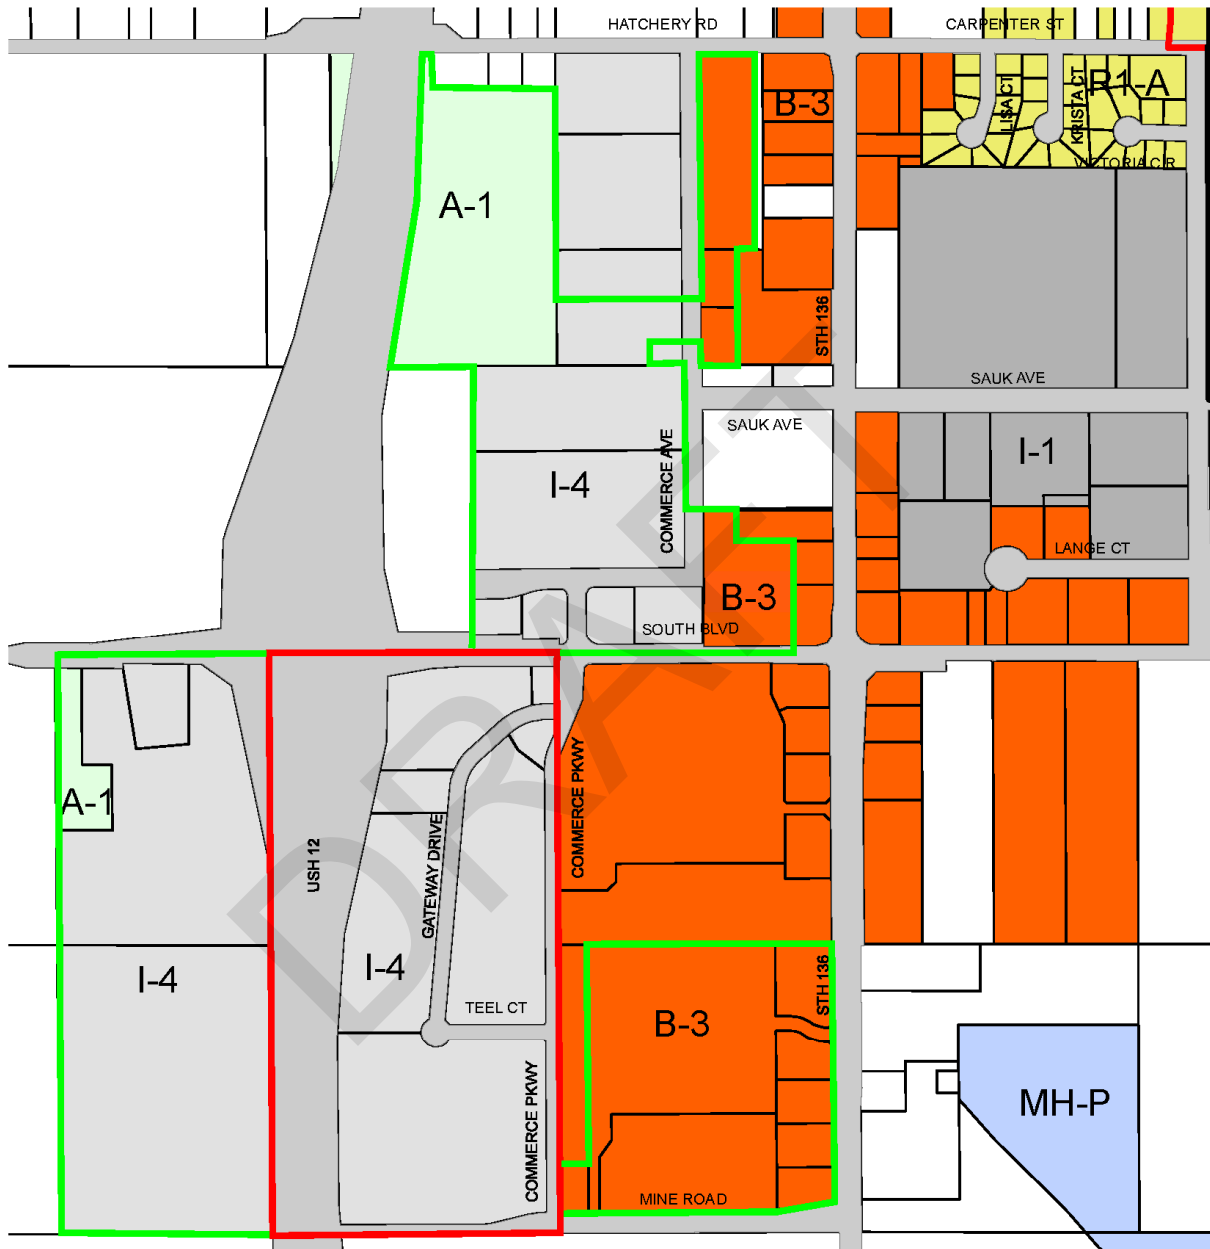 HATCHERY RD
CARPENTER ST
R1-A
B-3
LISA CT
KRISTA CT
VICTORIA CIR
A-1
STH 136
SAUK AVE
SAUK AVE
COMMERCE AVE
I-1
I-4
LANGE CT
B-3
SOUTH BLVD
DRAFT
A-1
COMMERCE PKWY
USH 12
GATEWAY DRIVE
I-4
I-4
STH 136
TEEL CT
B-3
MH-P
COMMERCE PKWY
MINE ROAD